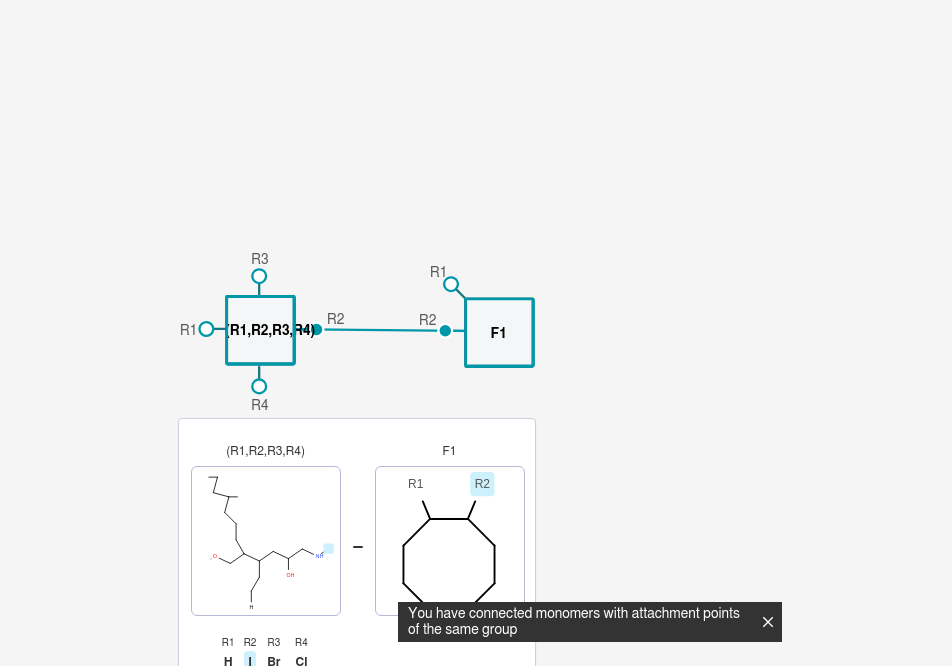 R3
R1
R1
(R1,R2,R3,R4)
R2
R2
F1
R4
(R1,R2,R3,R4)
F1
R1
R2
O
NH
OH
H
You have connected monomers with attachment points
of the same group
R1 R2 R3 R4
H I Br Cl